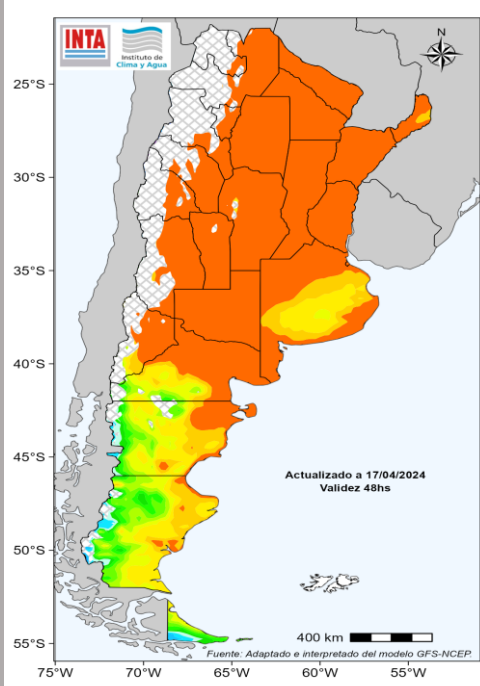 INTA
Instituto de
Clima y Agua
N
25°S
30°S
35°S
40°S
45°S
50°S
55°S
Actualizado a 17/04/2024
Validez 48hs
400 km
Fuente: Adaptado e interpretado del modelo GFS-NCEP.
75°W 70°W 65°W 60°W 55°W